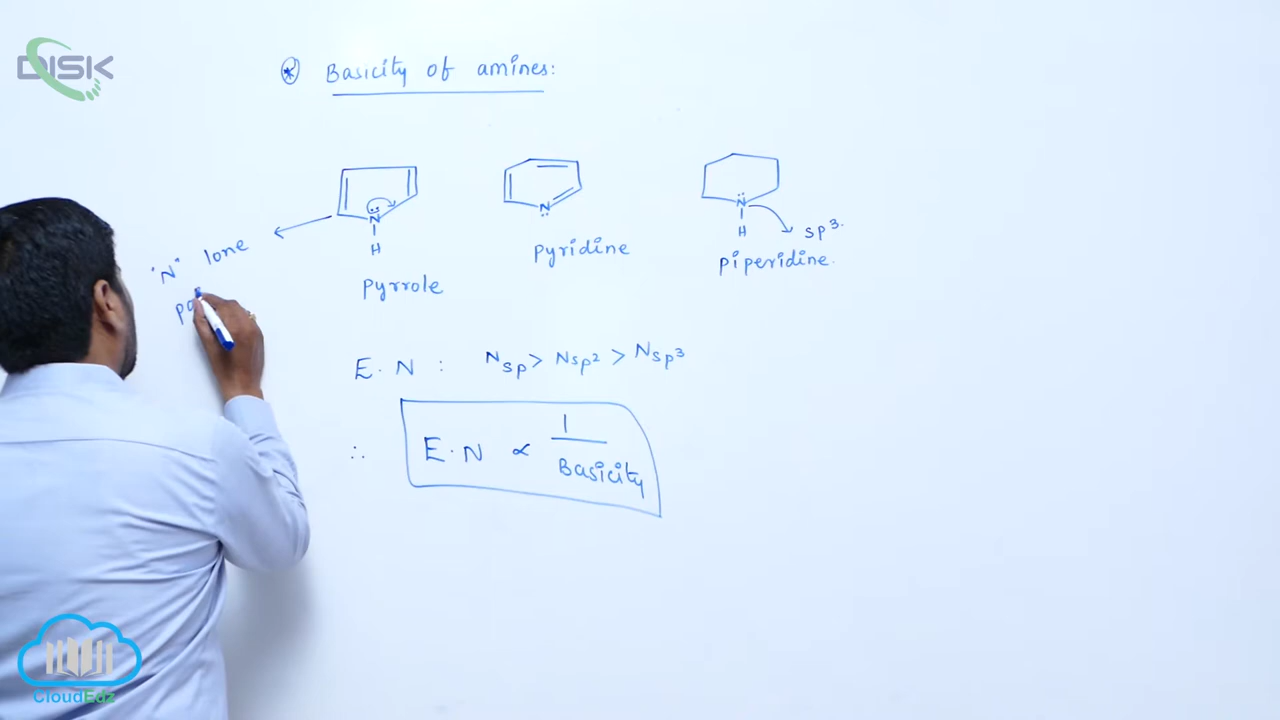 DISK
* Basicity of amines:
N
H
N
N
H
sp³.
"N" lone
pa
pyrrole
pyridine
piperidine.
E.N : Nsp > Nsp2 > Nsp3
∴ E.N ∝ 1
Basicity
CloudEdz